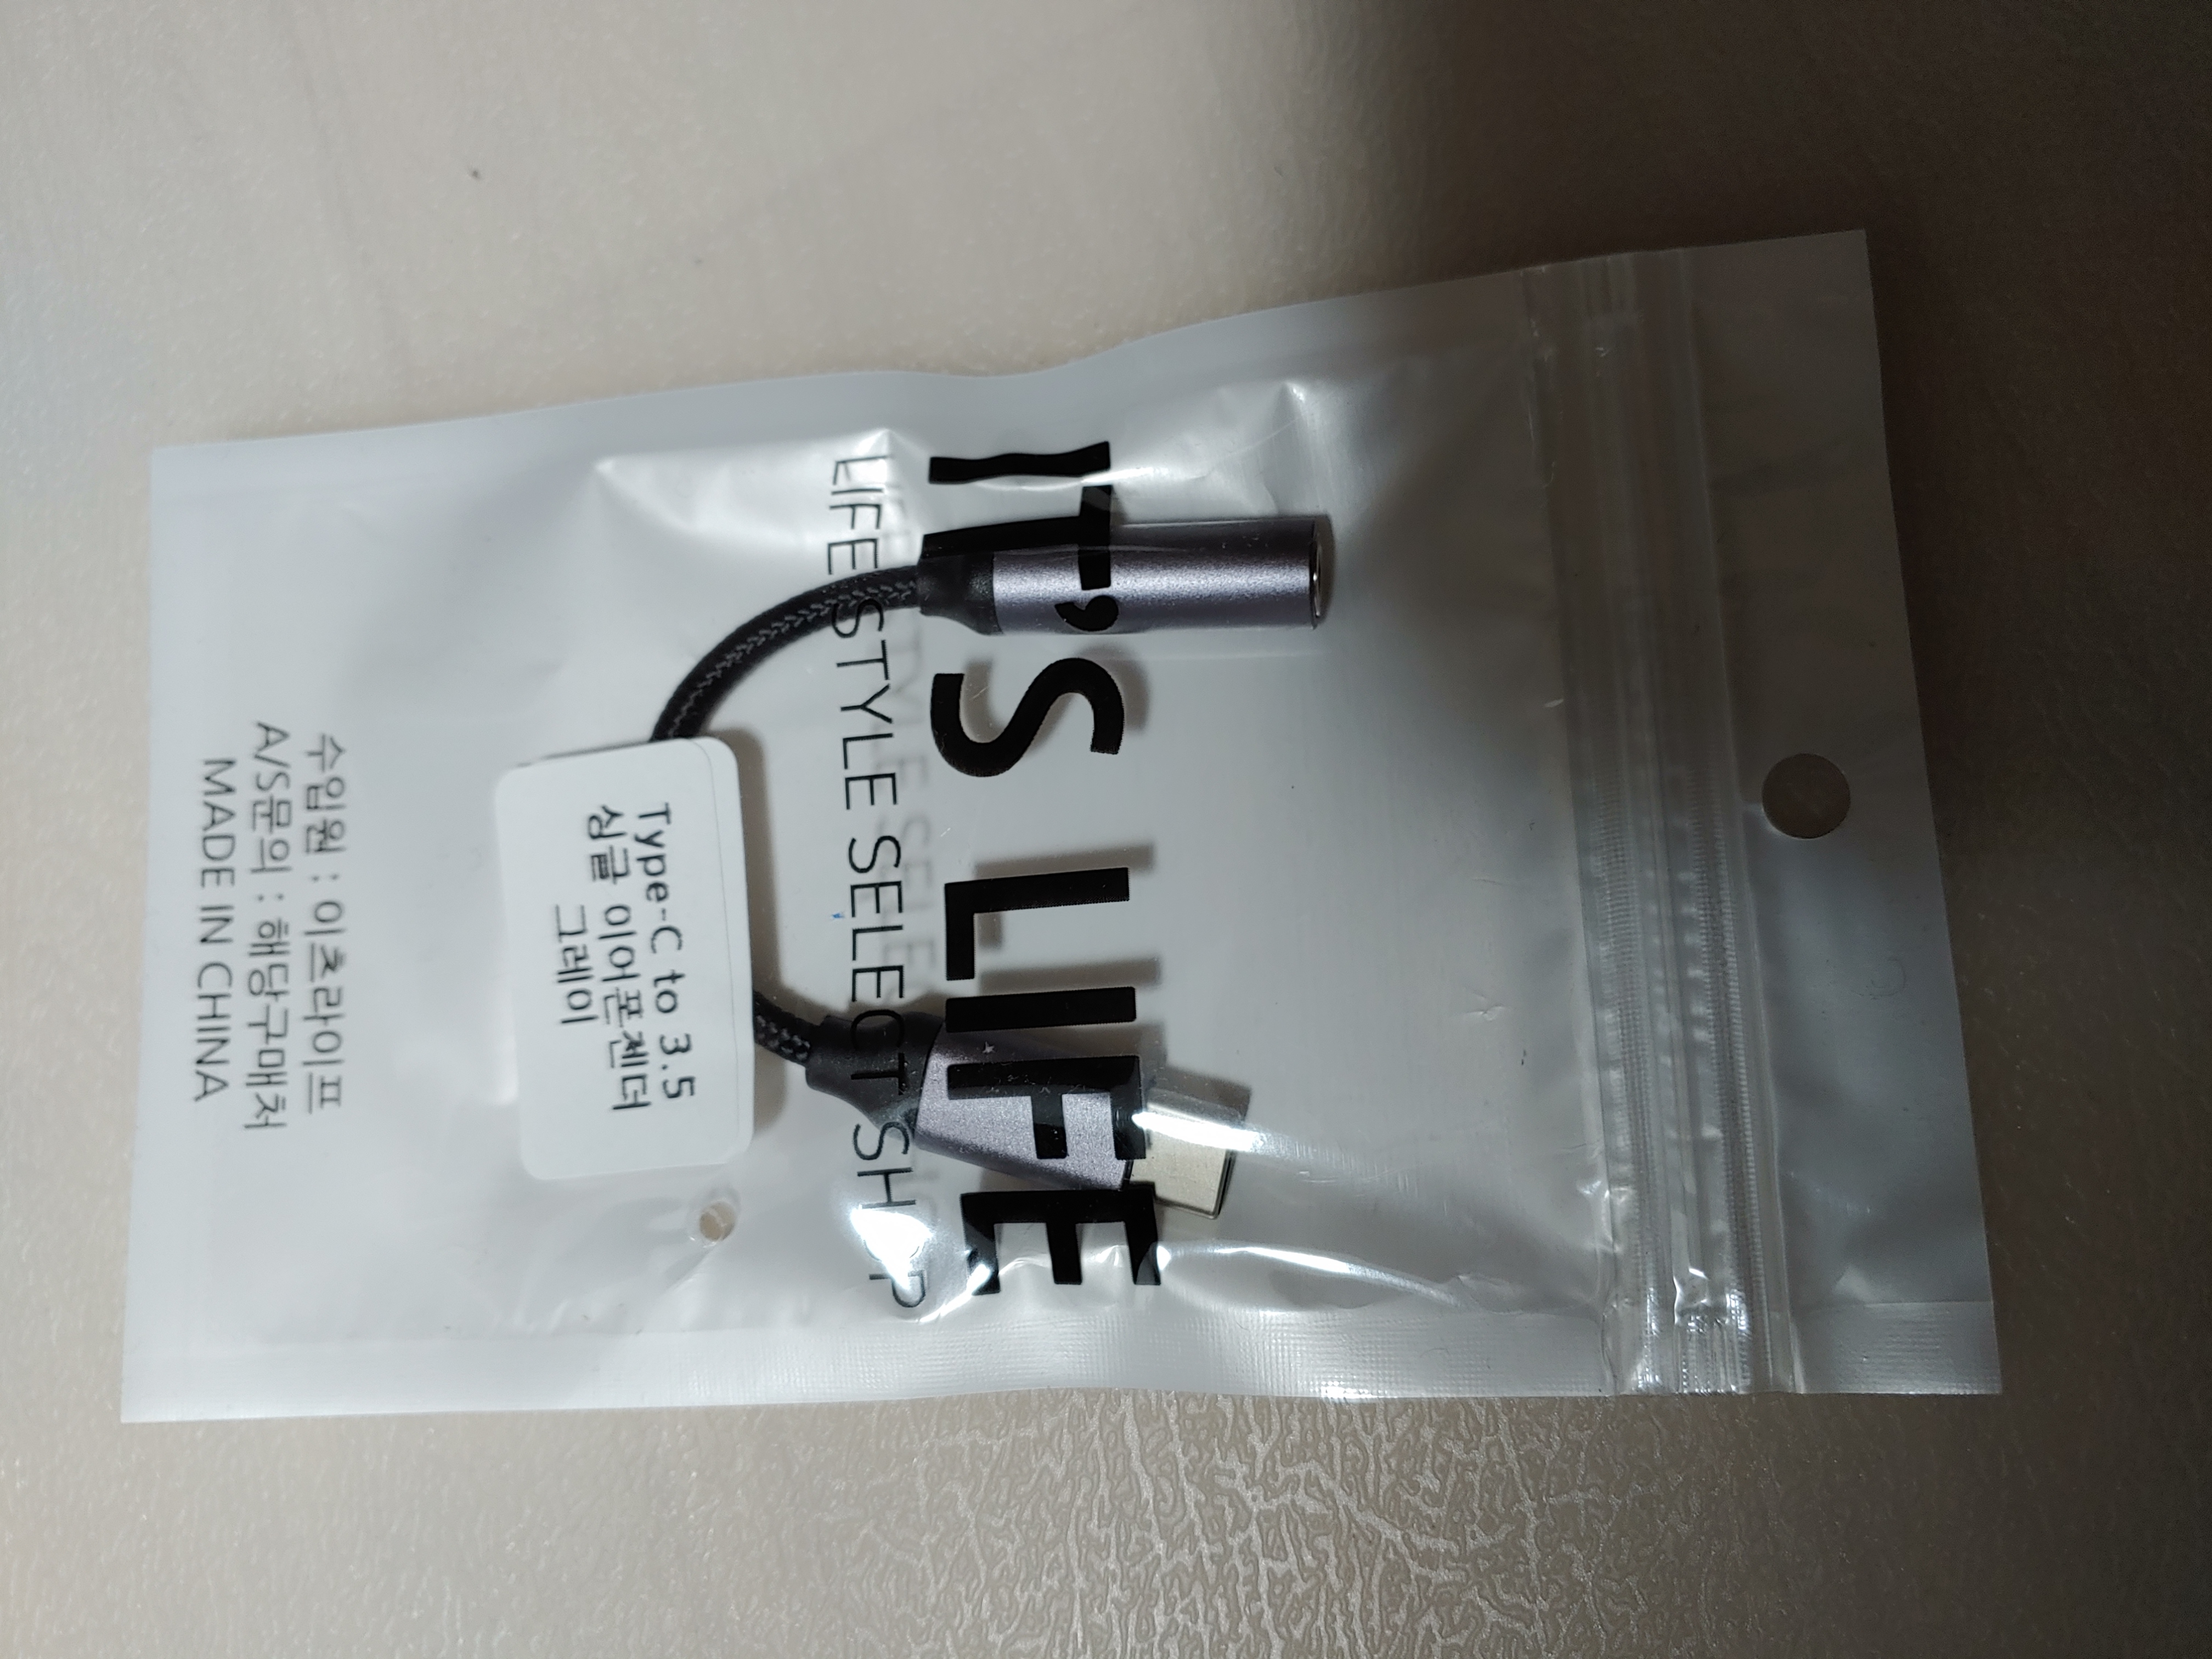 IT'S LIFE
LIFE STYLE SELECT SHOP
Type-C to 3.5
싱글 이어폰젠더
그레이
수입원 : 이츠라이프
A/S문의 : 해당구매처
MADE IN CHINA